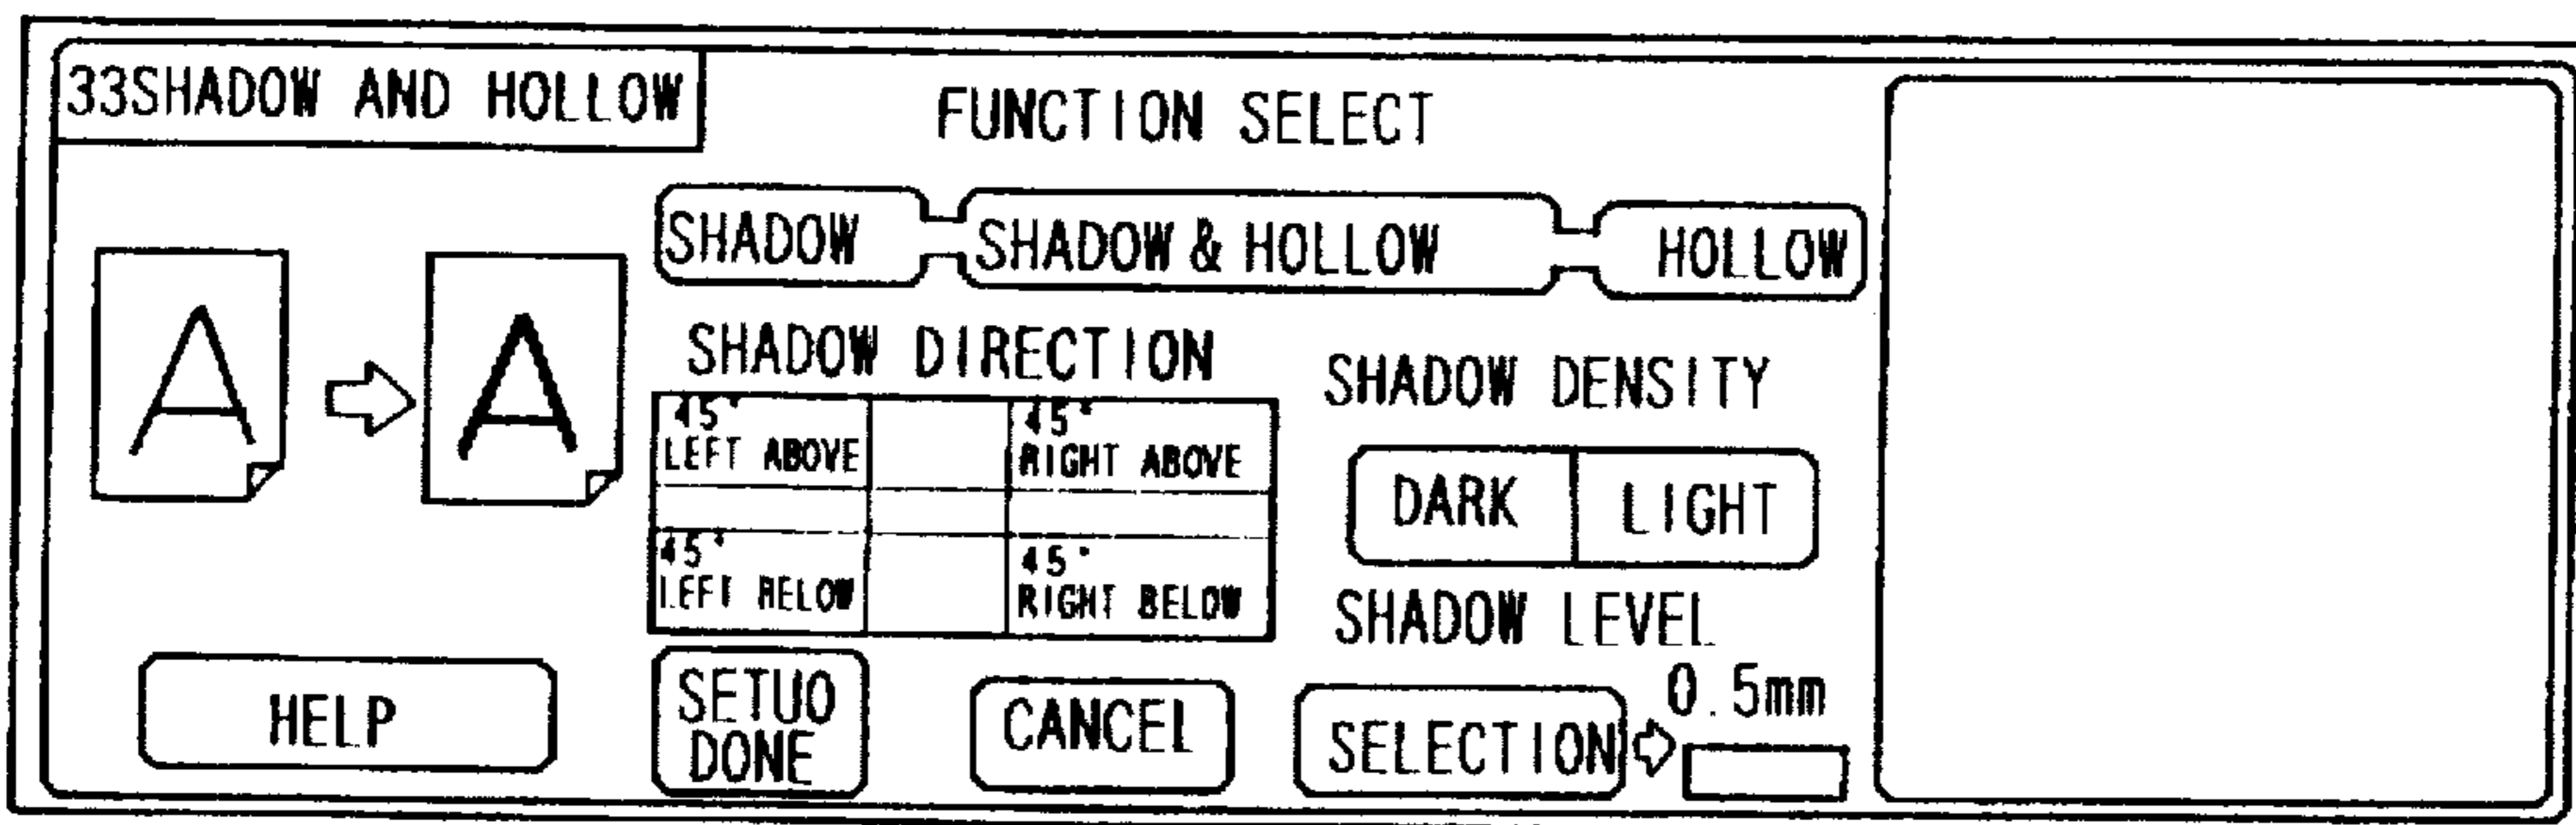 33SHADOW AND HOLLOW
FUNCTION SELECT
SHADOW
SHADOW & HOLLOW
HOLLOW
A
A
SHADOW DIRECTION
45°
LEFT ABOVE
45°
RIGHT ABOVE
45°
LEFT BELOW
45°
RIGHT BELOW
SHADOW DENSITY
DARK
LIGHT
SHADOW LEVEL
0.5mm
HELP
SETUO
DONE
CANCEL
SELECTION